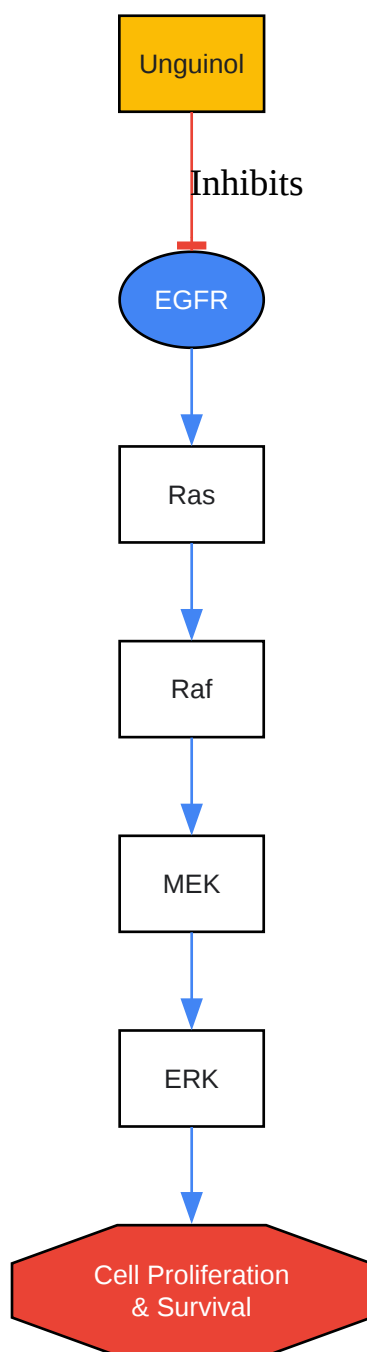 Unguinol
Inhibits
EGFR
Ras
Raf
MEK
ERK
Cell Proliferation
& Survival